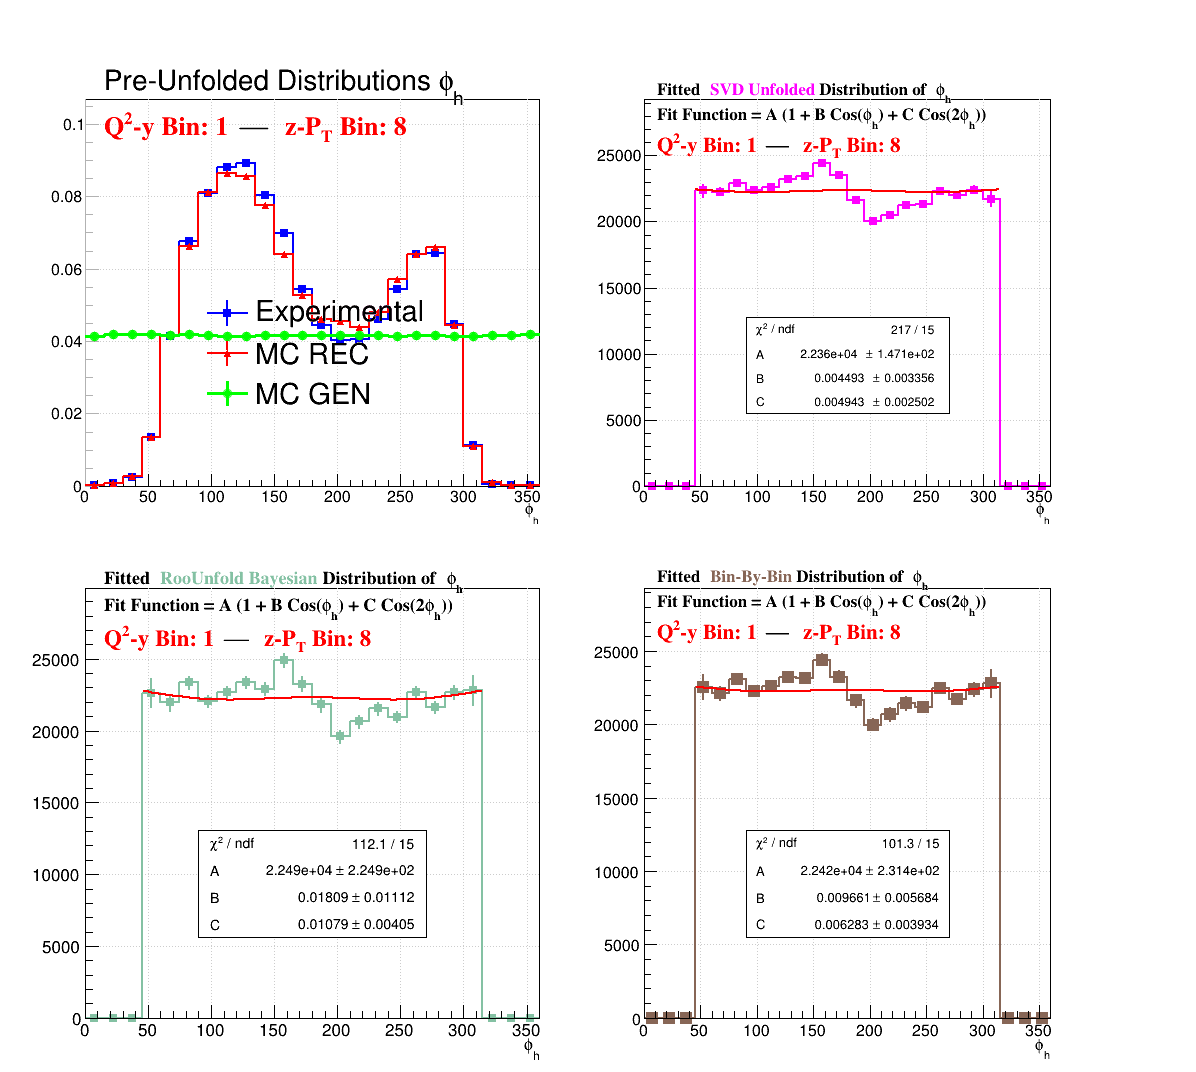 Pre-Unfolded Distributions ϕh
Q2-y Bin: 1 — z-PT Bin: 8
0.1
0.08
0.06
0.04
0.02
0
Experimental
MC REC
MC GEN
0 50 100 150 200 250 300 350
ϕh
Fitted SVD Unfolded Distribution of ϕh
Fit Function = A (1 + B Cos(ϕh) + C Cos(2ϕh))
Q2-y Bin: 1 — z-PT Bin: 8
25000
20000
15000
10000
5000
0
χ2 / ndf 217 / 15
A 2.236e+04 ± 1.471e+02
B 0.004493 ± 0.003356
C 0.004943 ± 0.002502
0 50 100 150 200 250 300 350
ϕh
Fitted RooUnfold Bayesian Distribution of ϕh
Fit Function = A (1 + B Cos(ϕh) + C Cos(2ϕh))
Q2-y Bin: 1 — z-PT Bin: 8
25000
20000
15000
10000
5000
0
χ2 / ndf 112.1 / 15
A 2.249e+04 ± 2.249e+02
B 0.01809 ± 0.01112
C 0.01079 ± 0.00405
0 50 100 150 200 250 300 350
ϕh
Fitted Bin-By-Bin Distribution of ϕh
Fit Function = A (1 + B Cos(ϕh) + C Cos(2ϕh))
Q2-y Bin: 1 — z-PT Bin: 8
25000
20000
15000
10000
5000
0
χ2 / ndf 101.3 / 15
A 2.242e+04 ± 2.314e+02
B 0.009661 ± 0.005684
C 0.006283 ± 0.003934
0 50 100 150 200 250 300 350
ϕh